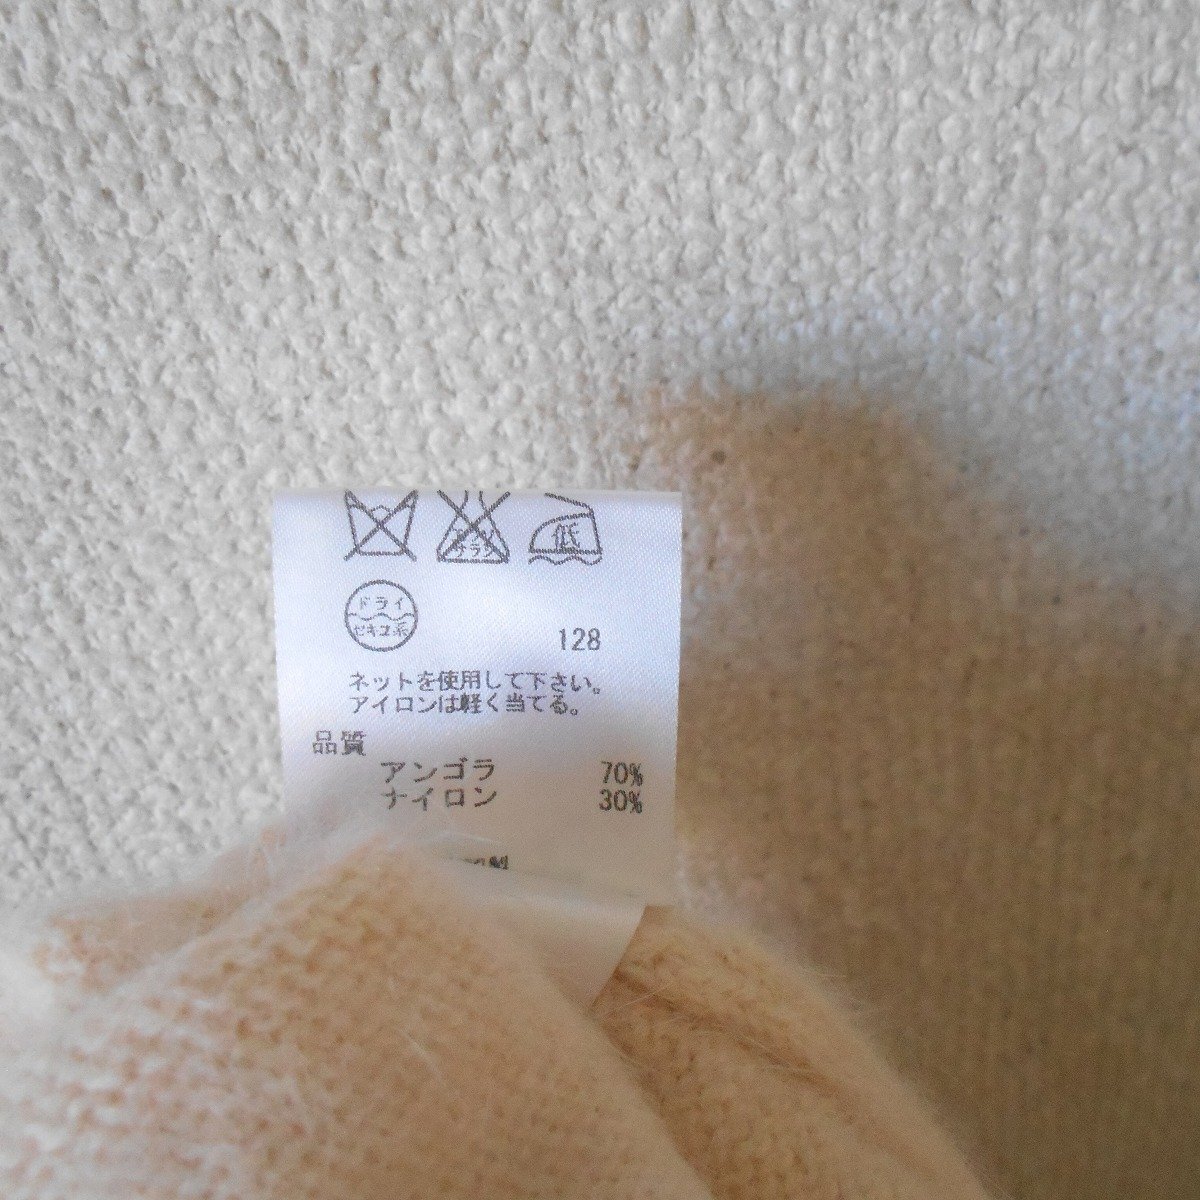 低
ドライ
セキユ系
128
ネットを使用して下さい。
アイロンは軽く当てる。
品質
アンゴラ 70%
ナイロン 30%